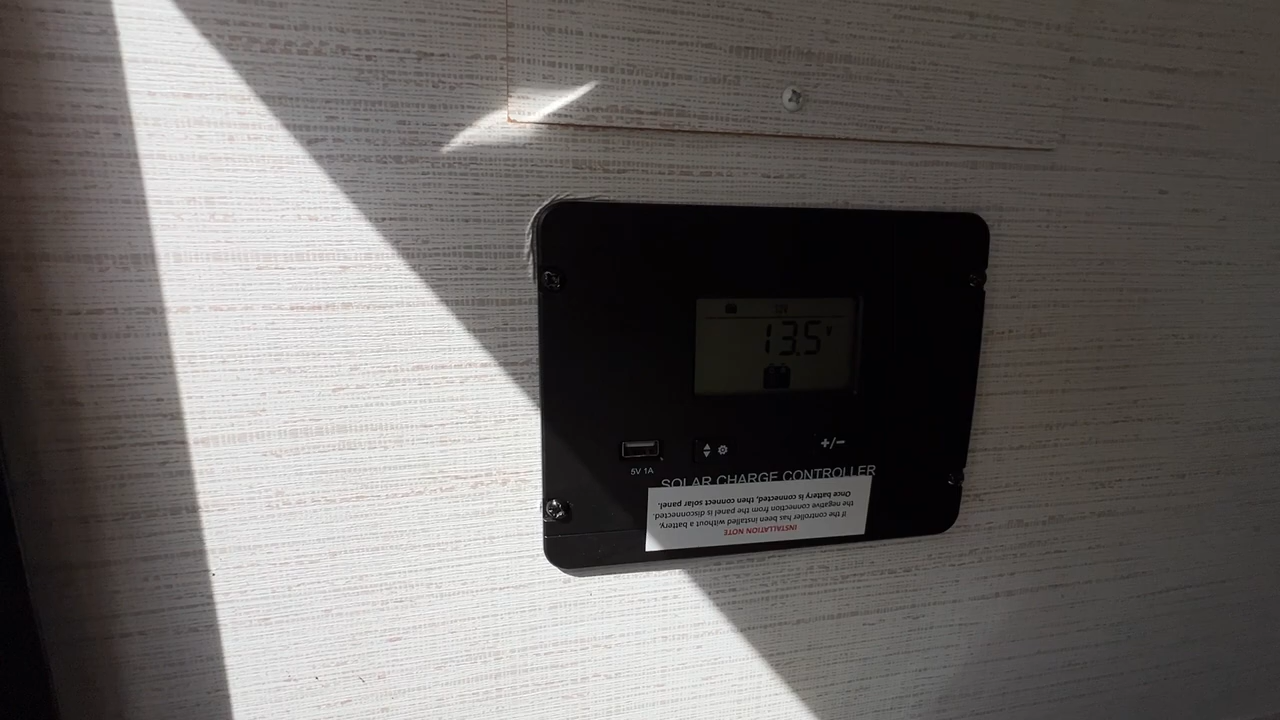 13.5 V
5V 1A
+/−
SOLAR CHARGE CONTROLLER
INSTALLATION NOTE
If the controller has been installed without a battery,
the negative connection from the panel is disconnected.
Once battery is connected, then connect solar panel.